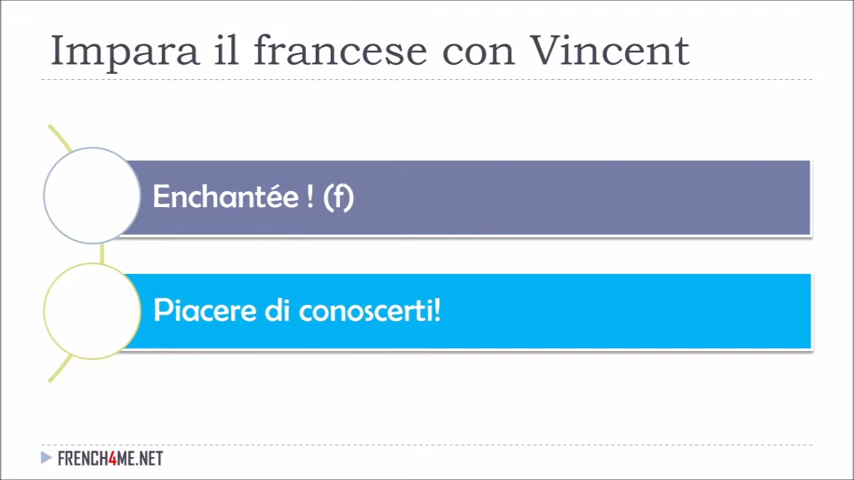 Impara il francese con Vincent
Enchantée ! (f)
Piacere di conoscerti!
FRENCH4ME.NET